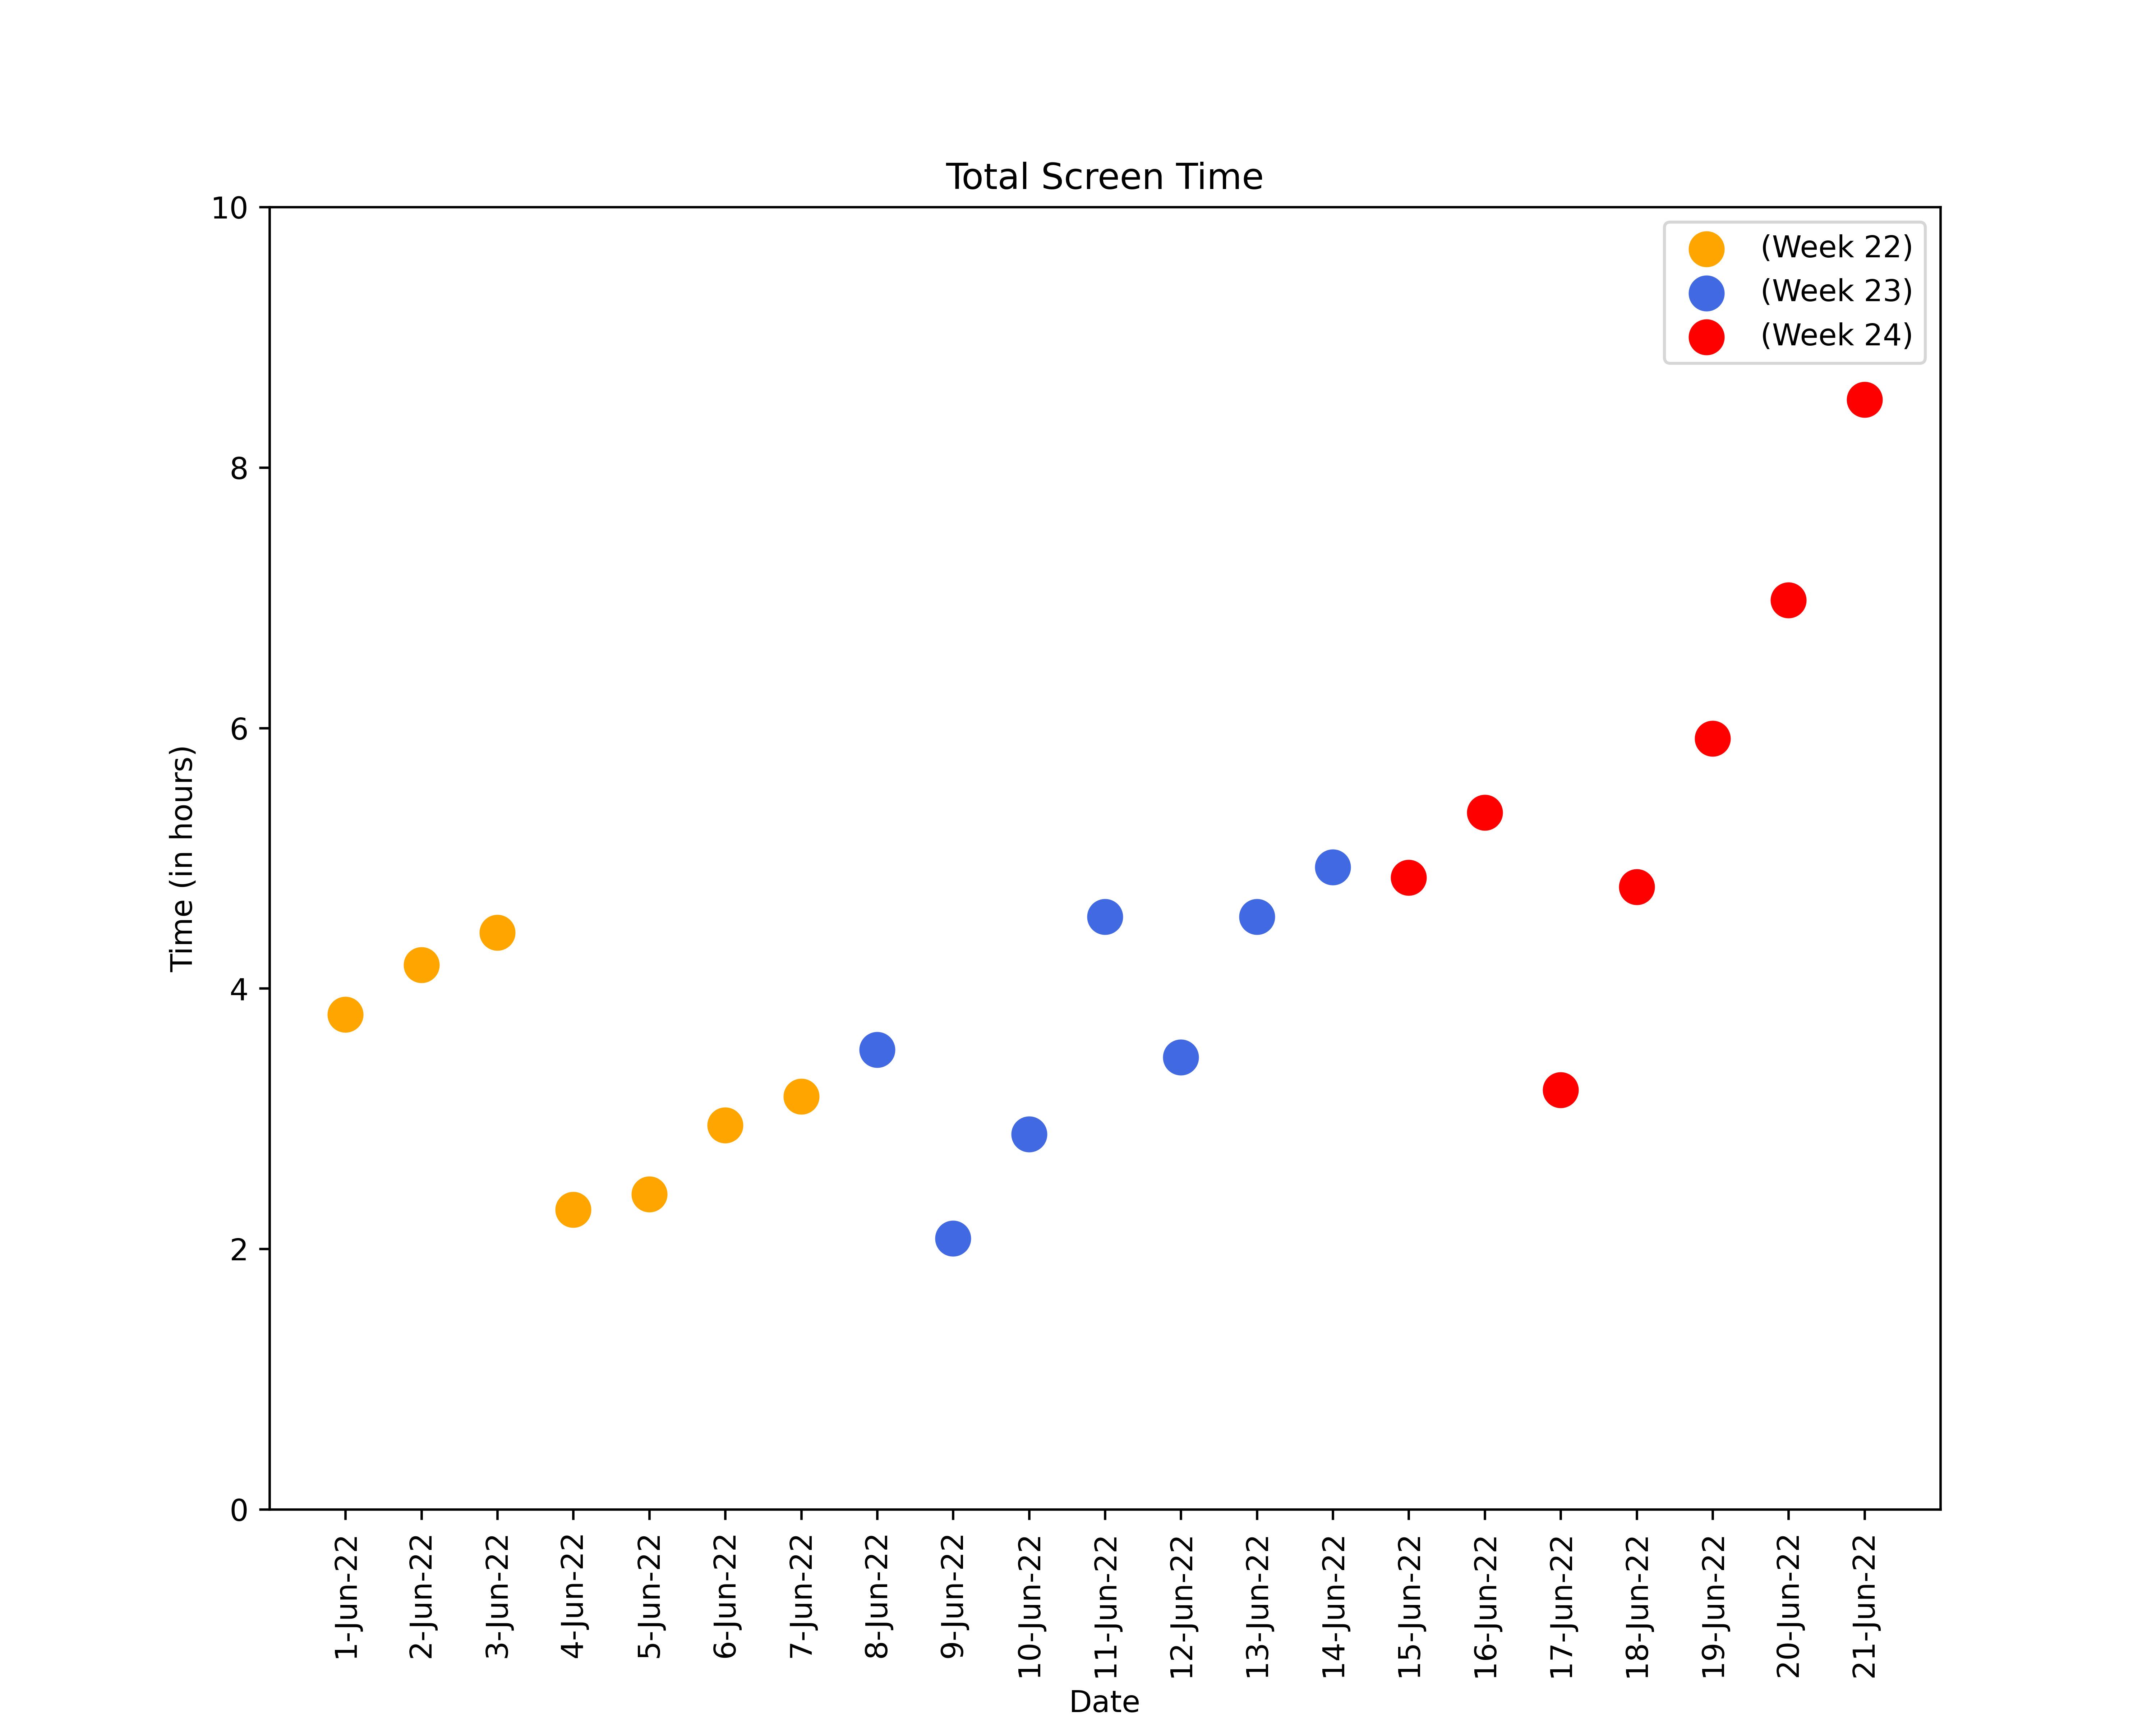 Total Screen Time
10
8
6
4
2
0
Time (in hours)
(Week 22)
(Week 23)
(Week 24)
1-Jun-22
2-Jun-22
3-Jun-22
4-Jun-22
5-Jun-22
6-Jun-22
7-Jun-22
8-Jun-22
9-Jun-22
10-Jun-22
11-Jun-22
12-Jun-22
13-Jun-22
14-Jun-22
15-Jun-22
16-Jun-22
17-Jun-22
18-Jun-22
19-Jun-22
20-Jun-22
21-Jun-22
Date